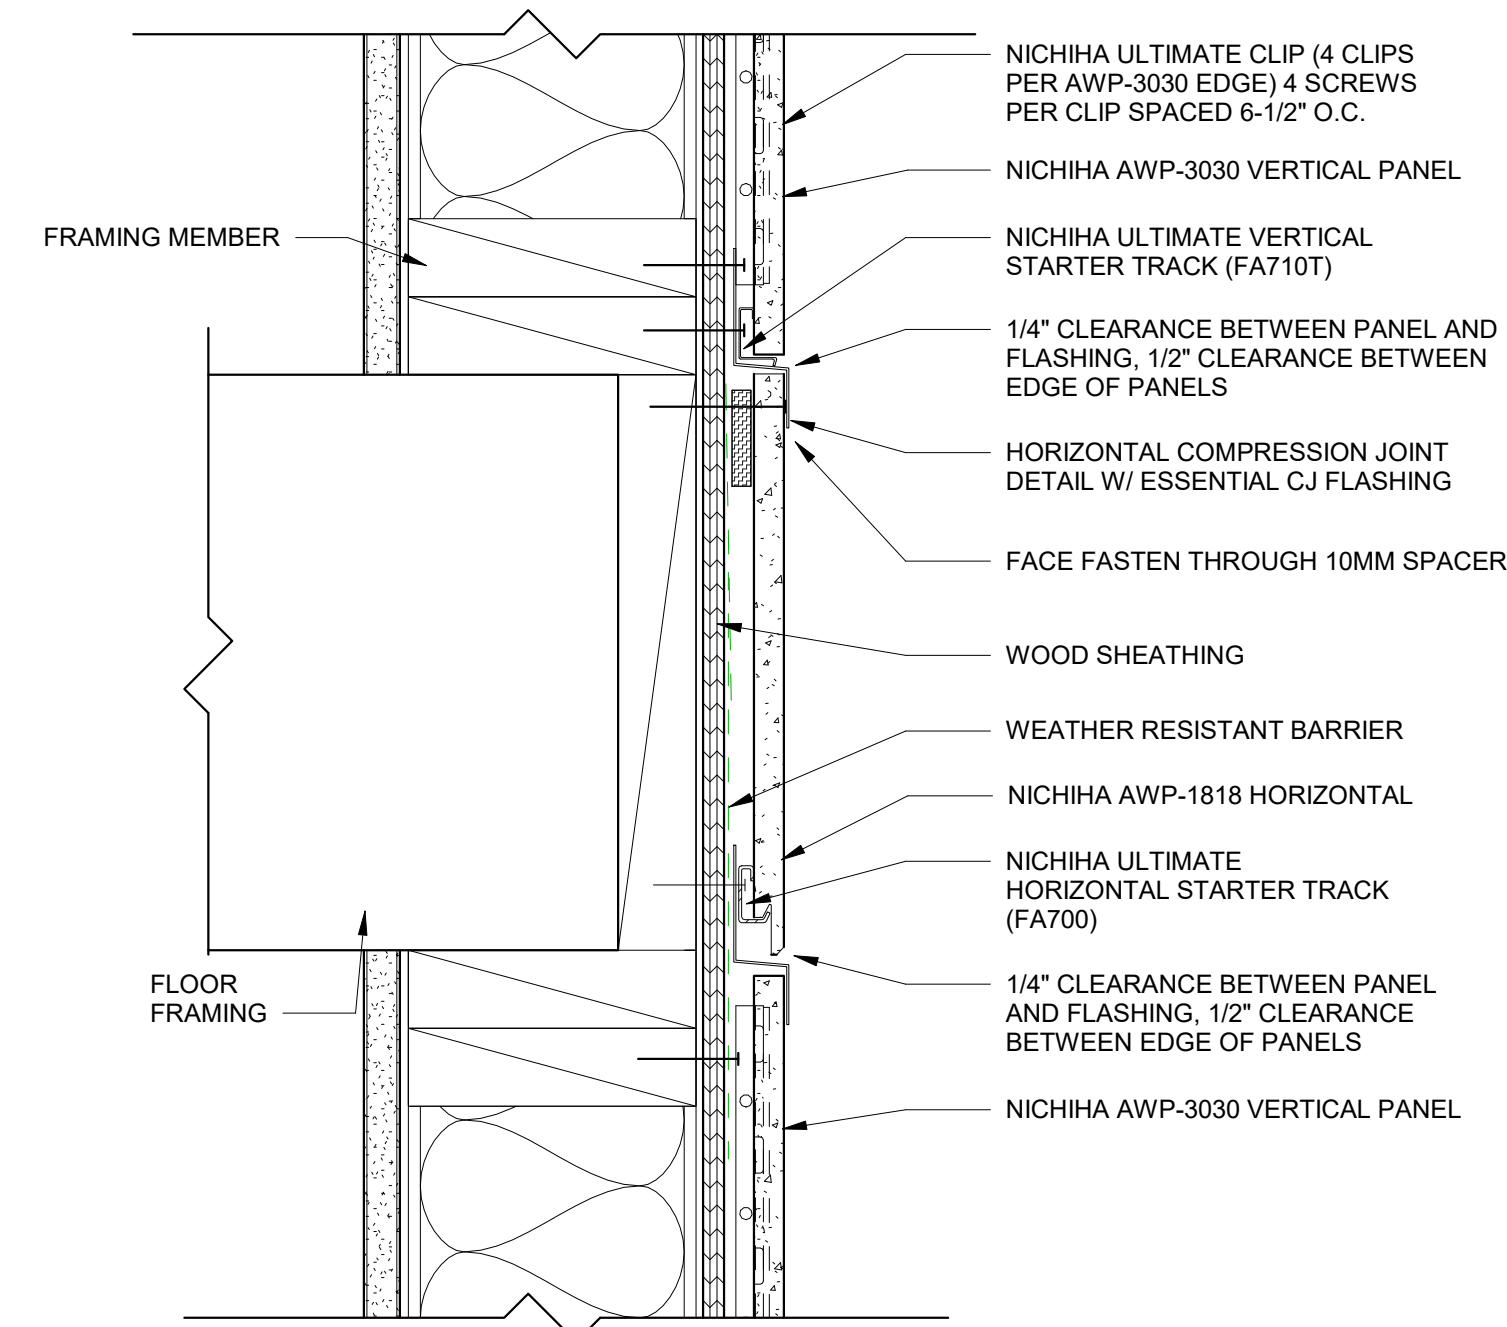 NICHIHA ULTIMATE CLIP (4 CLIPS
PER AWP-3030 EDGE) 4 SCREWS
PER CLIP SPACED 6-1/2" O.C.
NICHIHA AWP-3030 VERTICAL PANEL
FRAMING MEMBER
NICHIHA ULTIMATE VERTICAL
STARTER TRACK (FA710T)
1/4" CLEARANCE BETWEEN PANEL AND
FLASHING, 1/2" CLEARANCE BETWEEN
EDGE OF PANELS
HORIZONTAL COMPRESSION JOINT
DETAIL W/ ESSENTIAL CJ FLASHING
FACE FASTEN THROUGH 10MM SPACER
WOOD SHEATHING
WEATHER RESISTANT BARRIER
NICHIHA AWP-1818 HORIZONTAL
NICHIHA ULTIMATE
HORIZONTAL STARTER TRACK
(FA700)
FLOOR
FRAMING
1/4" CLEARANCE BETWEEN PANEL
AND FLASHING, 1/2" CLEARANCE
BETWEEN EDGE OF PANELS
NICHIHA AWP-3030 VERTICAL PANEL